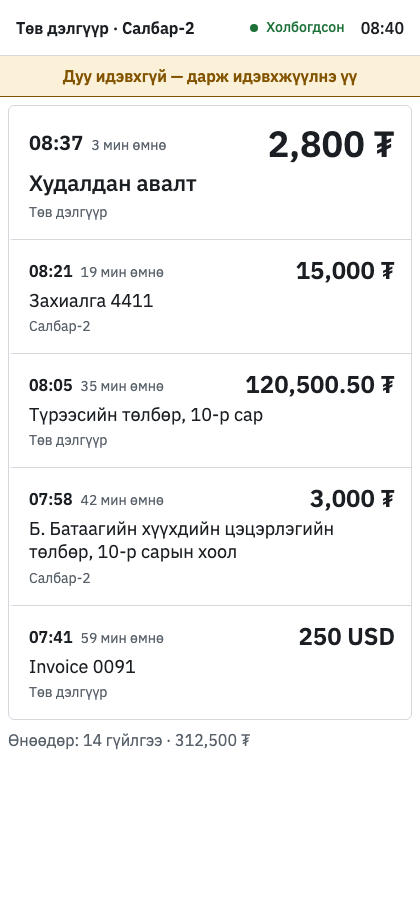 Төв дэлгүүр · Салбар-2
Холбогдсон
08:40
Дуу идэвхгүй — дарж идэвхжүүлнэ үү
08:37 3 мин өмнө
2,800 ₮
Худалдан авалт
Төв дэлгүүр
08:21 19 мин өмнө
15,000 ₮
Захиалга 4411
Салбар-2
08:05 35 мин өмнө
120,500.50 ₮
Түрээсийн төлбөр, 10-р сар
Төв дэлгүүр
07:58 42 мин өмнө
3,000 ₮
Б. Батаагийн хүүхдийн цэцэрлэгийн
төлбөр, 10-р сарын хоол
Салбар-2
07:41 59 мин өмнө
250 USD
Invoice 0091
Төв дэлгүүр
Өнөөдөр: 14 гүйлгээ · 312,500 ₮